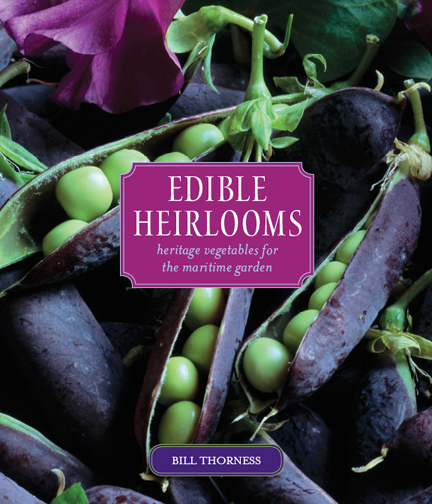 EDIBLE
HEIRLOOMS
heritage vegetables for
the maritime garden
BILL THORNESS